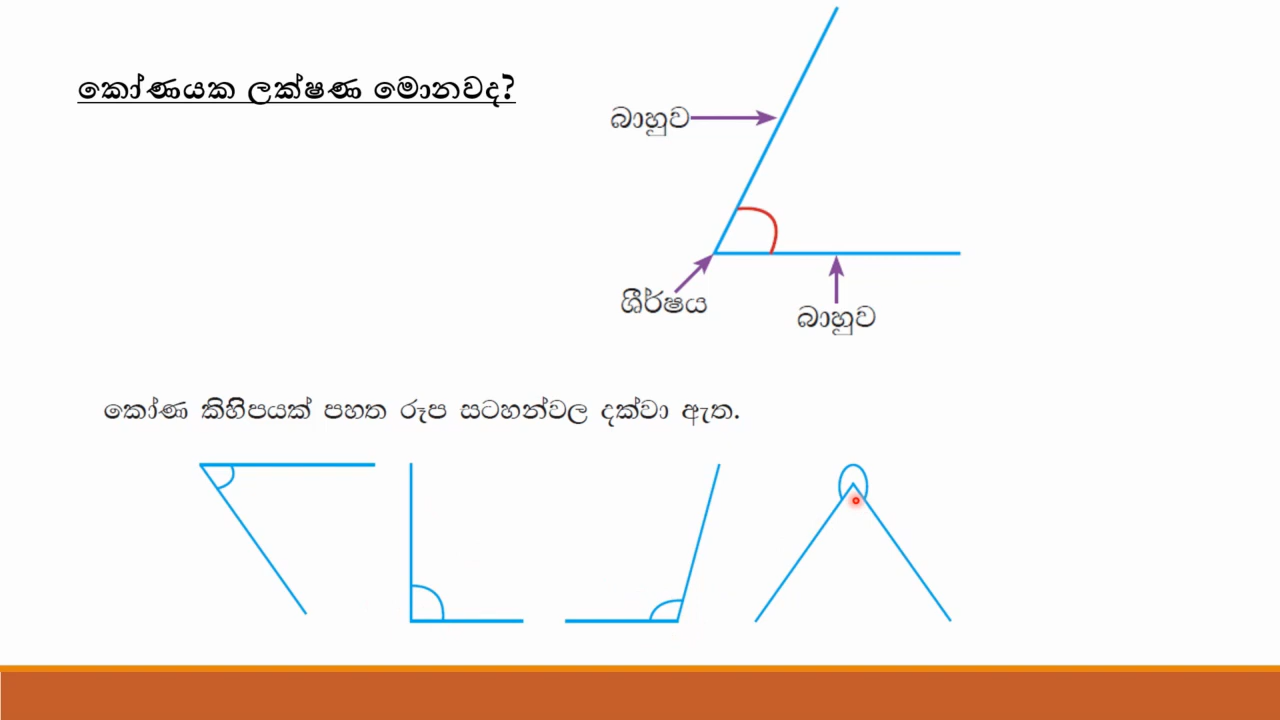 කෝණයක ලක්ෂණ මොනවද?
බාහුව
ශීර්ෂය
බාහුව
කෝණ කිහිපයක් පහත රූප සටහන්වල දක්වා ඇත.